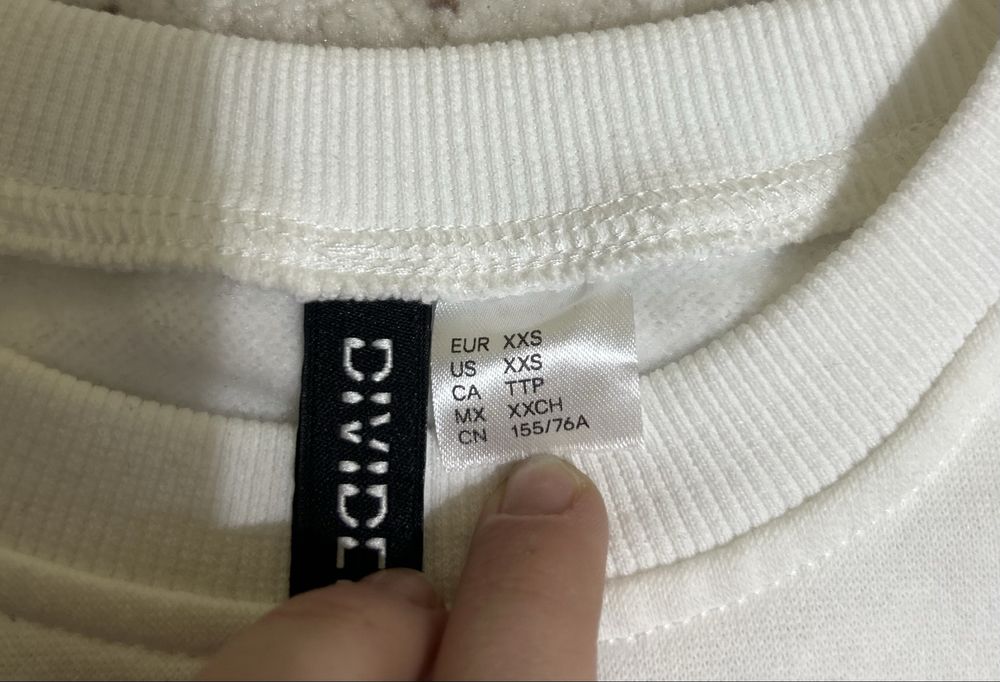 DIVIDE
EUR XXS
US XXS
CA TTP
MX XXCH
CN 155/76A